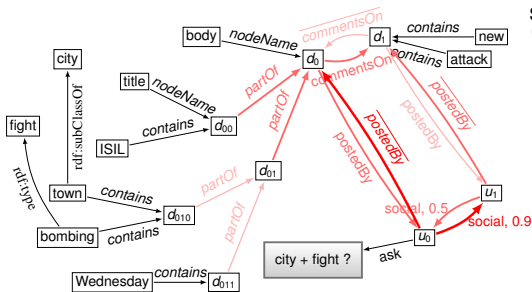 S
contains
new
commentsOn
body
nodeName
d1
d0
contains
attack
commentsOn
city
title
nodeName
partOf
partOf
postedBy
postedBy
postedBy
postedBy
rdf:subClassOf
fight
contains
d00
ISIL
rdf:type
partOf
d01
town
contains
partOf
u1
d010
social, 0.5
bombing
contains
u0
social, 0.9
city + fight ?
ask
Wednesday
contains
d011